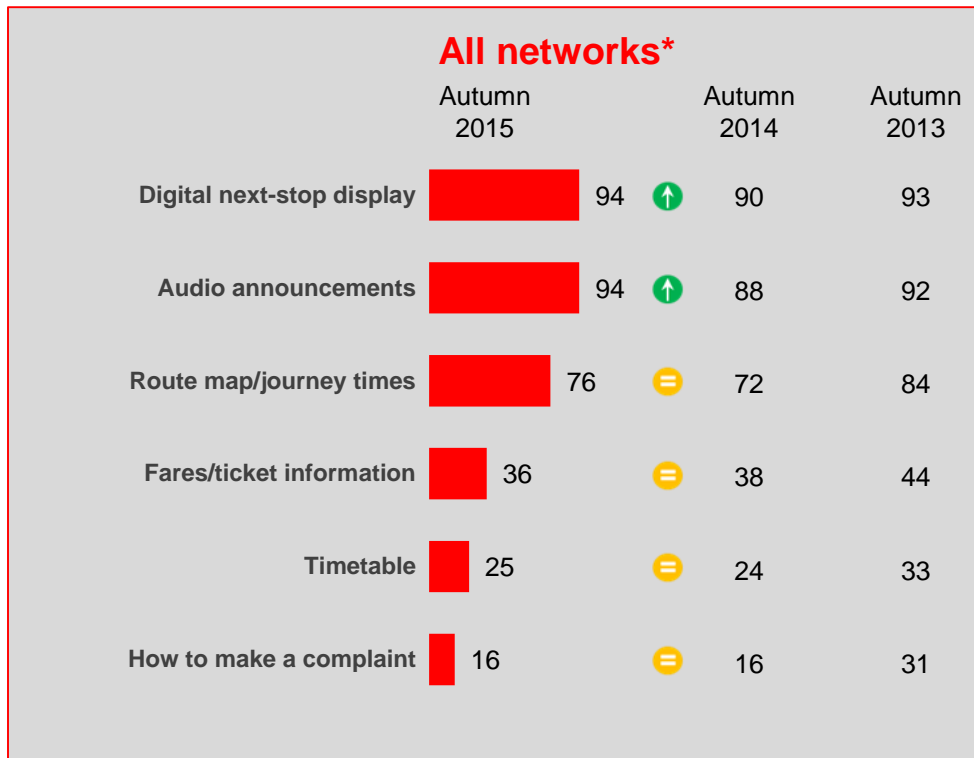 All networks*
Autumn 2015 Autumn 2014 Autumn 2013
Digital next-stop display 94 90 93
Audio announcements 94 88 92
Route map/journey times 76 72 84
Fares/ticket information 36 38 44
Timetable 25 24 33
How to make a complaint 16 16 31